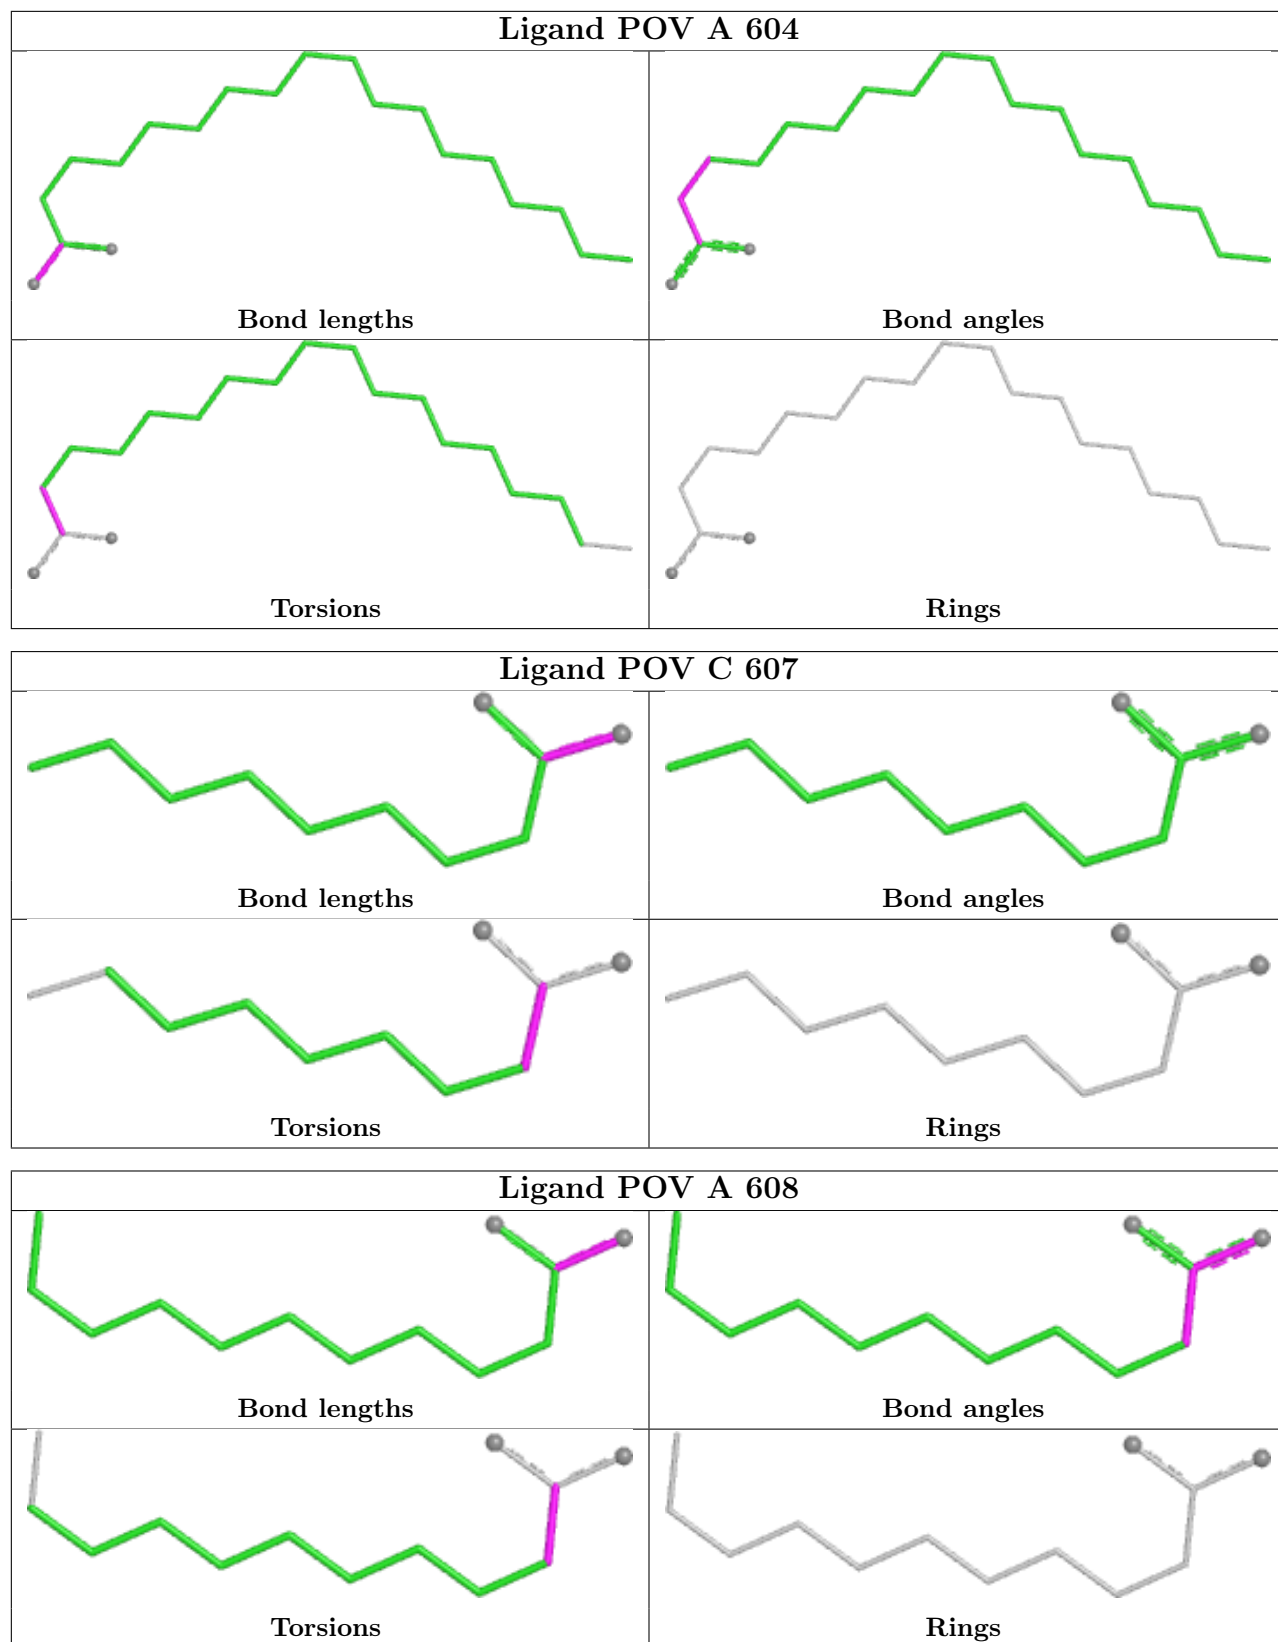 Ligand POV A 604
Bond lengths
Bond angles
Torsions
Rings
Ligand POV C 607
Bond lengths
Bond angles
Torsions
Rings
Ligand POV A 608
Bond lengths
Bond angles
Torsions
Rings